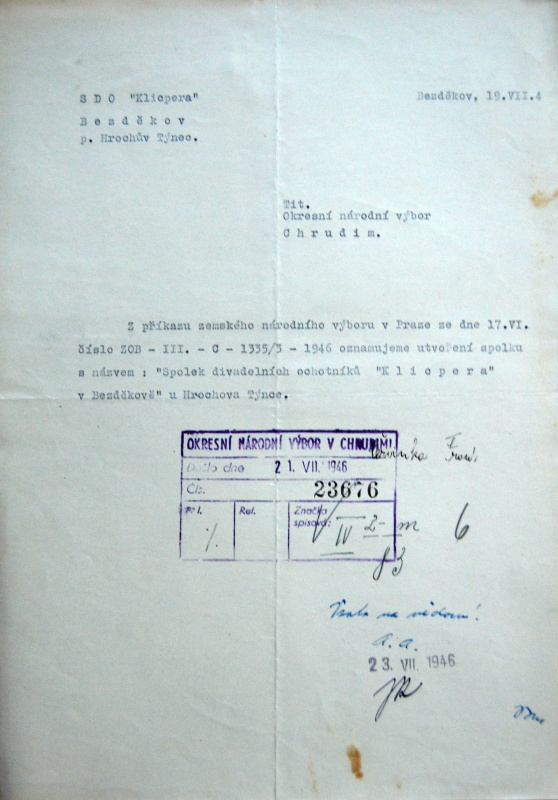 S D O "Klicpera"
Bezděkov, 19.VII.4
B e z d ě k o v
p. Hrochův Týnec.
Tit.
Okresní národní výbor
C h r u d i m.
Z příkazu zemského národního výboru v Praze ze dne 17.VI.
číslo ZOB - III. - C - 1335/3 - 1946 oznamujeme utvoření spolku
s názvem : "Spolek divadelních ochotníků "K l i c p e r a"
v Bezděkově" u Hrochova Týnce.
OKRESNÍ NÁRODNÍ VÝBOR V CHRUDIMI
Došlo dne 21. VII. 1946
Čís. 23676
Příl. Ref. Značka
spisová:
IV 2-m 6
83
na vědomí!
a.a.
23. VII. 1946